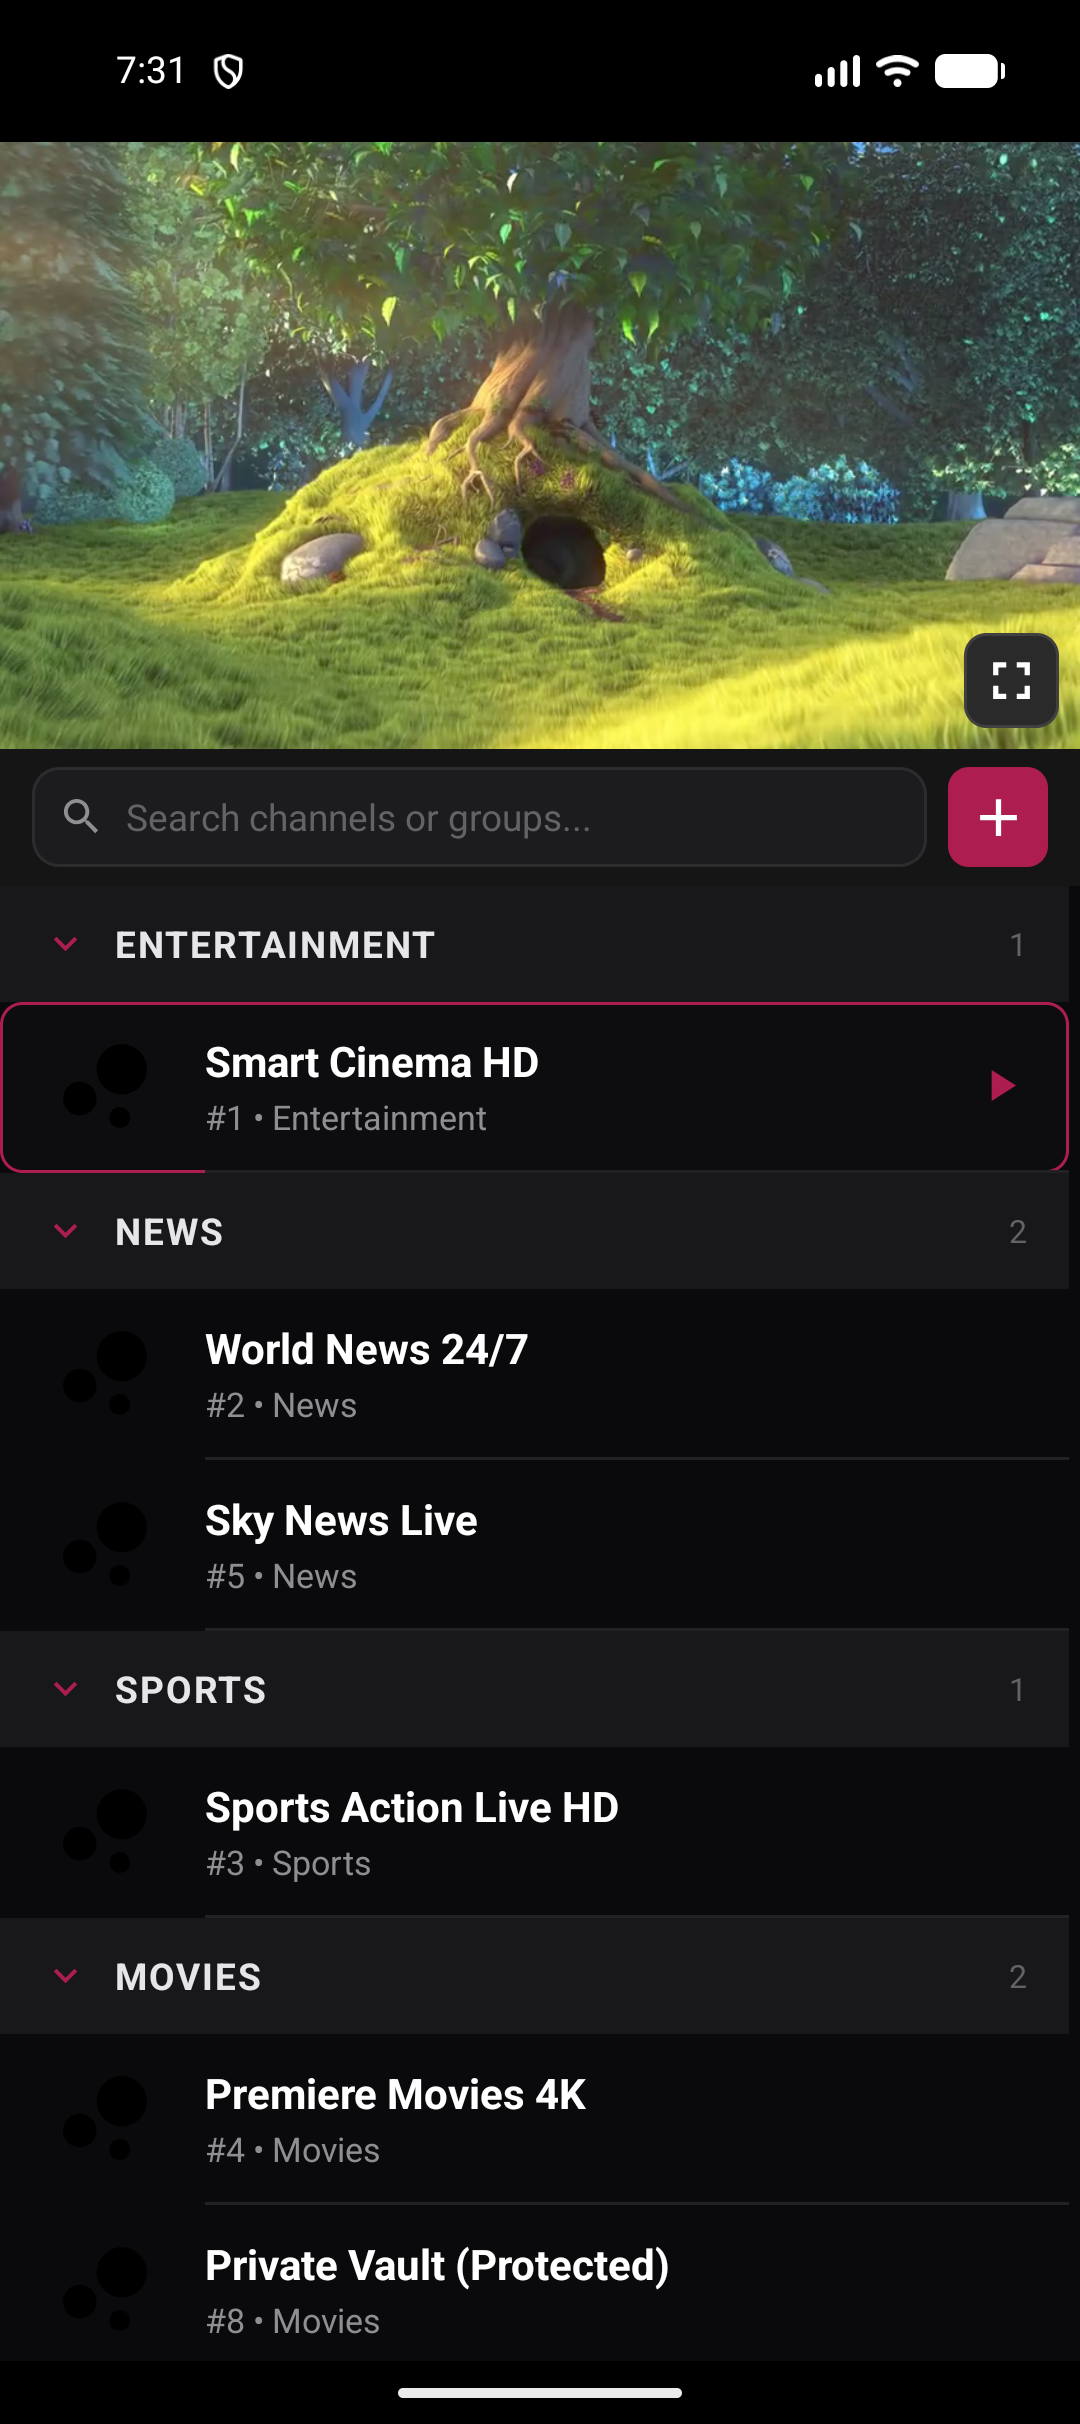 7:31
Search channels or groups...
ENTERTAINMENT 1
Smart Cinema HD
#1 • Entertainment
NEWS 2
World News 24/7
#2 • News
Sky News Live
#5 • News
SPORTS 1
Sports Action Live HD
#3 • Sports
MOVIES 2
Premiere Movies 4K
#4 • Movies
Private Vault (Protected)
#8 • Movies